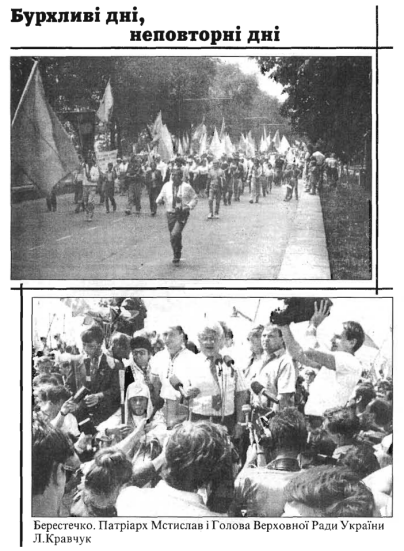 Бурхливі дні,
неповторні дні
Берестечко. Патріарх Мстислав і Голова Верховної Ради України
Л.Кравчук